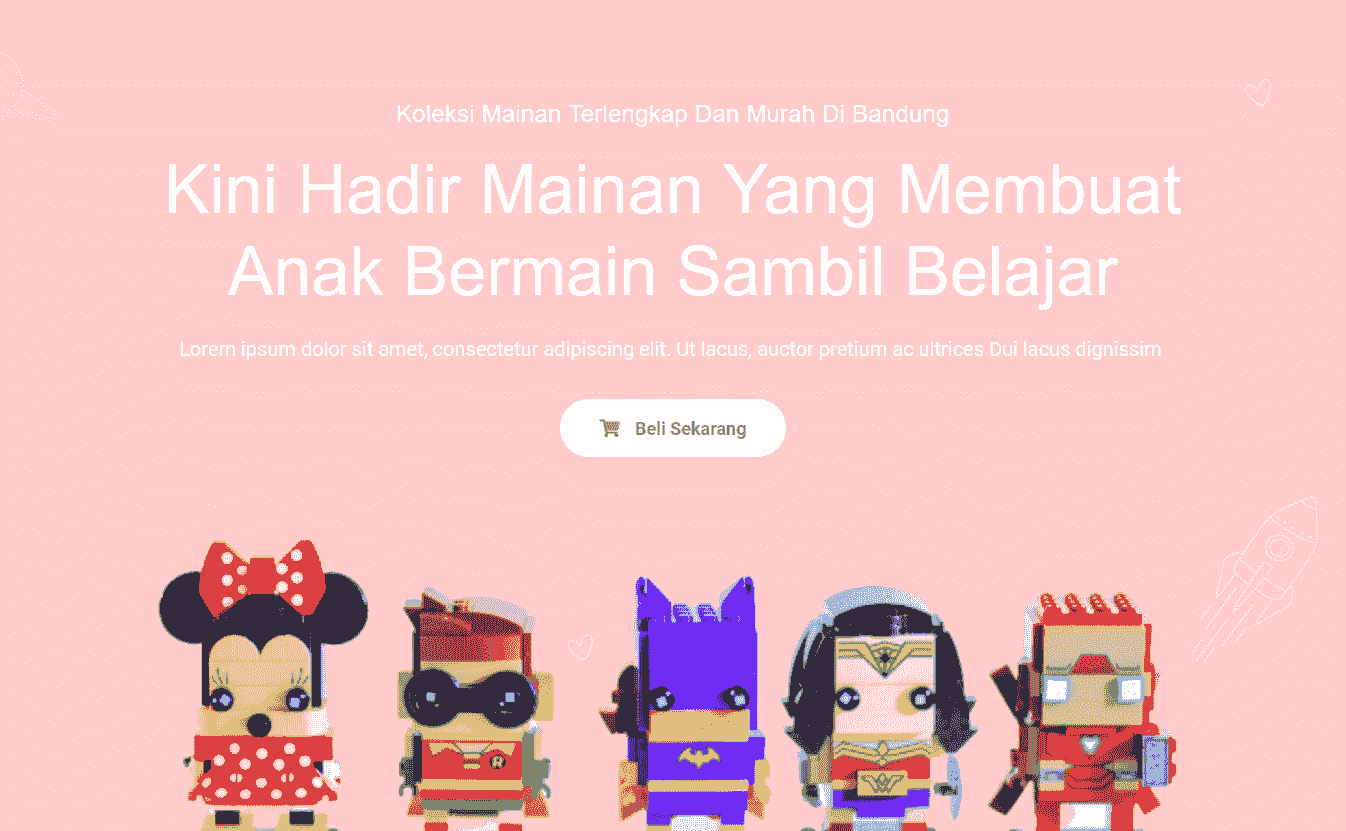 Koleksi Mainan Terlengkap Dan Murah Di Bandung
Kini Hadir Mainan Yang Membuat
Anak Bermain Sambil Belajar
Lorem ipsum dolor sit amet, consectetur adipiscing elit. Ut lacus, auctor pretium ac ultrices Dui lacus dignissim
Beli Sekarang
R